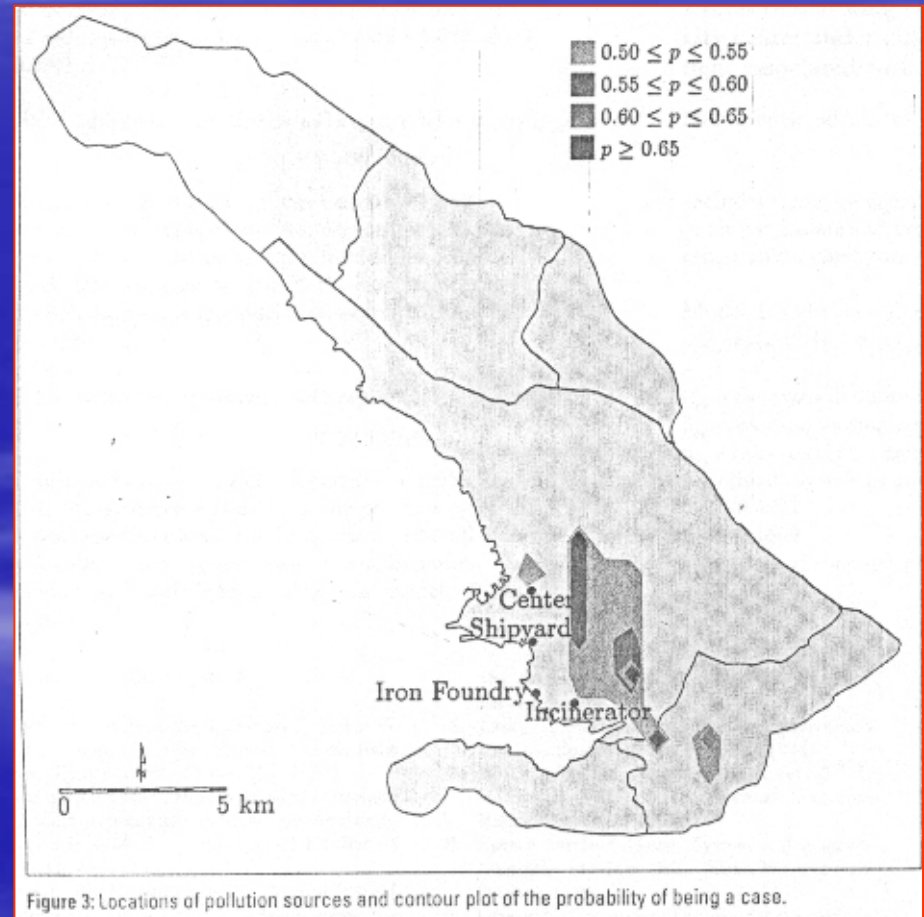 0.50 ≤ p ≤ 0.55
0.55 ≤ p ≤ 0.60
0.60 ≤ p ≤ 0.65
p ≥ 0.65
Center
Shipyard
Iron Foundry
Incinerator
0 5 km
Figure 3: Locations of pollution sources and contour plot of the probability of being a case.